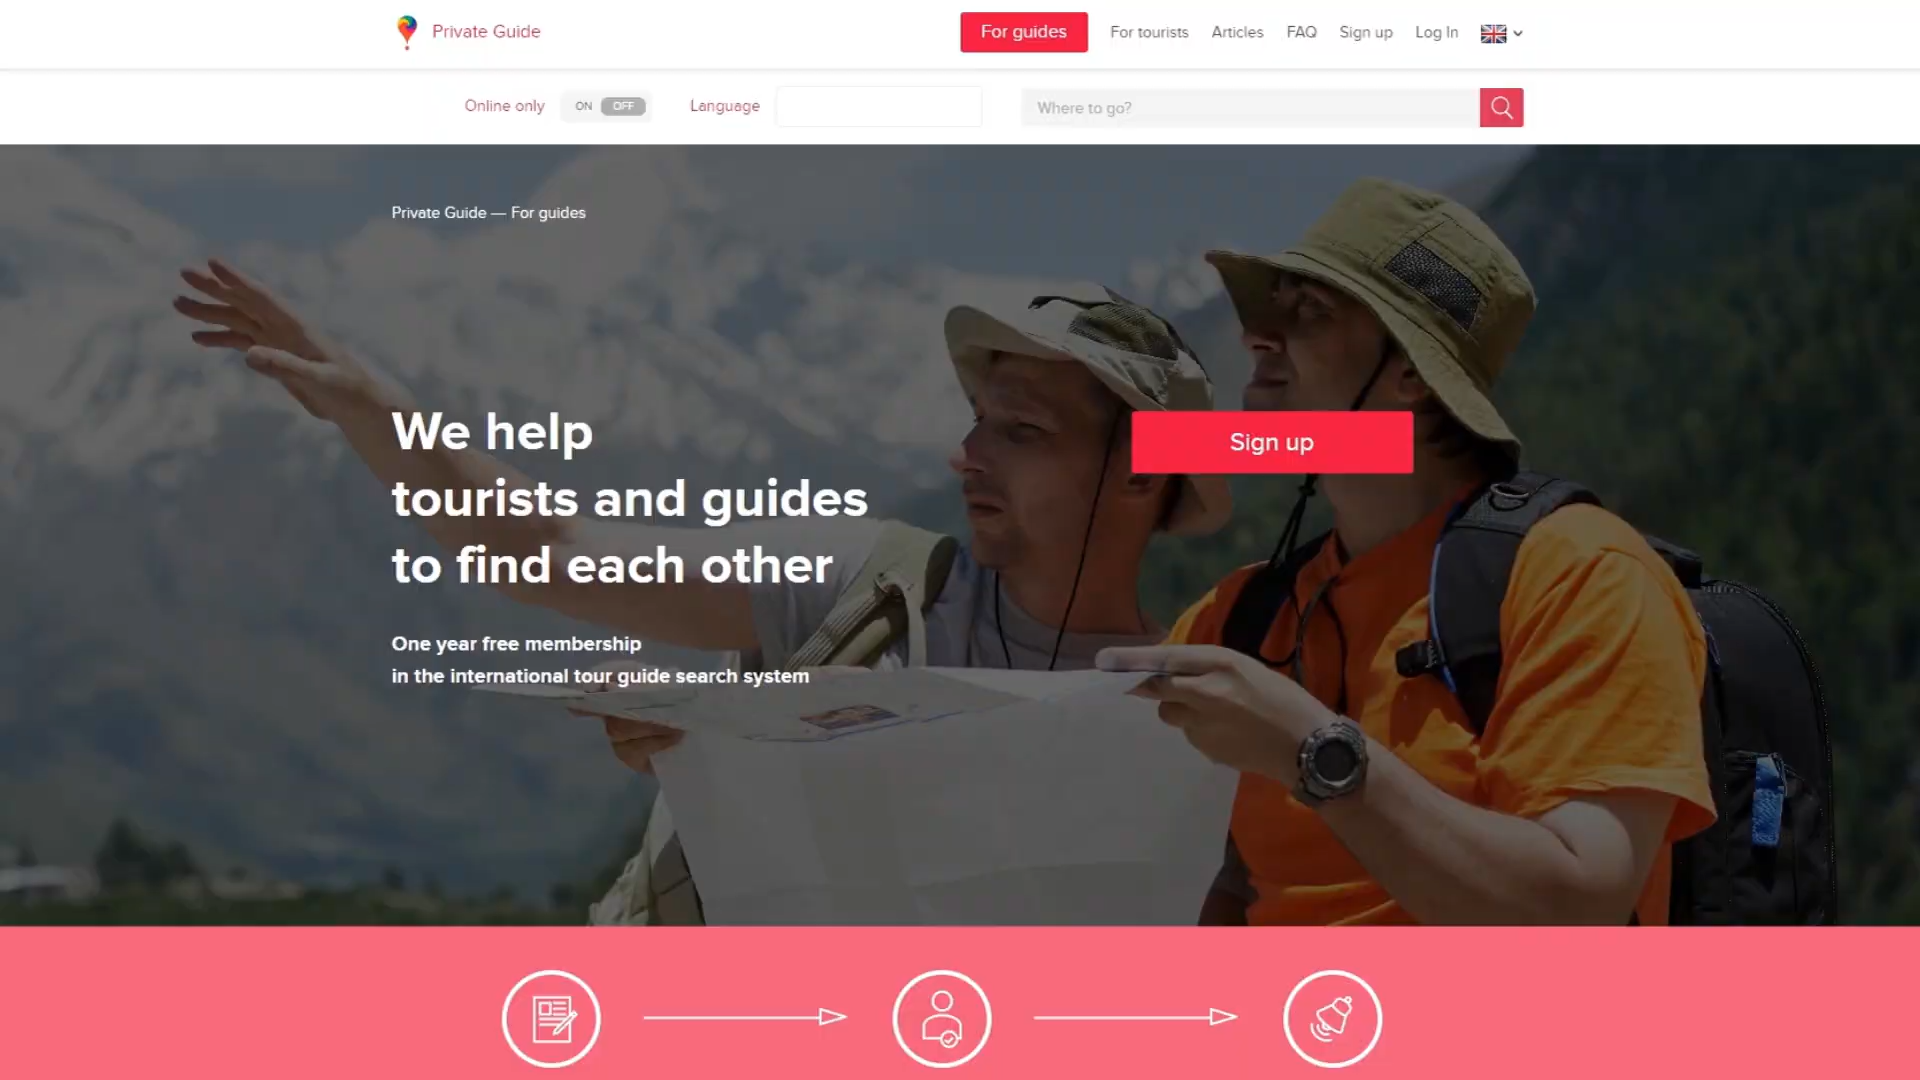 Private Guide
For guides
For tourists
Articles
FAQ
Sign up
Log In
Online only
ON
OFF
Language
Where to go?
Private Guide — For guides
We help
tourists and guides
to find each other
Sign up
One year free membership
in the international tour guide search system